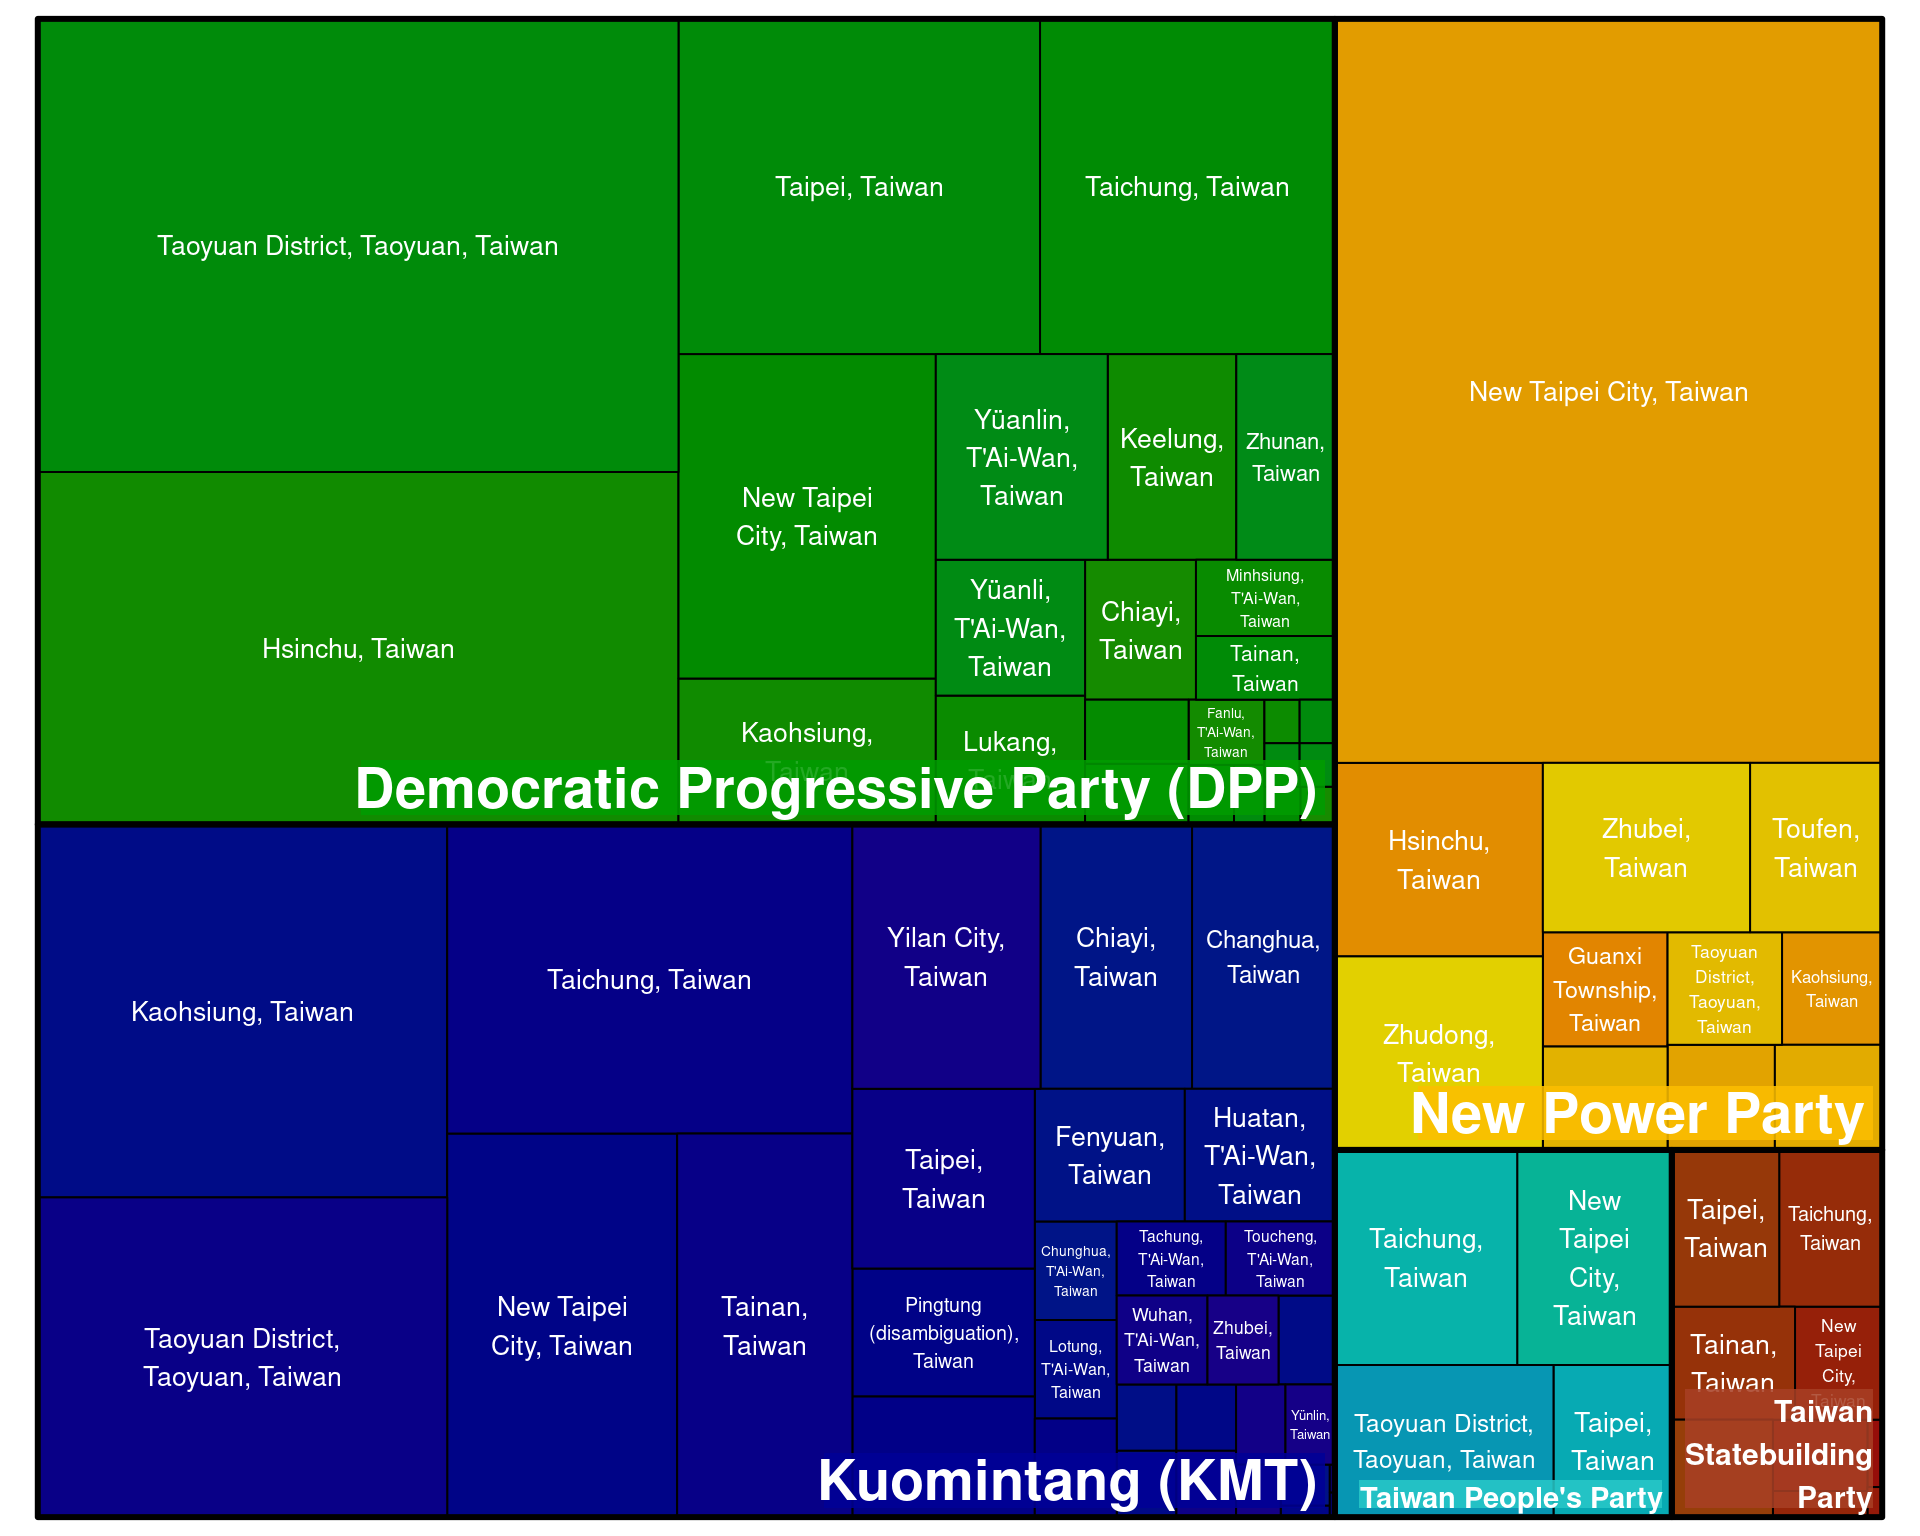 Taoyuan District, Taoyuan, Taiwan
Hsinchu, Taiwan
Taipei, Taiwan
Taichung, Taiwan
New Taipei
City, Taiwan
Kaohsiung,
Taiwan
Yüanlin,
T'Ai-Wan,
Taiwan
Keelung,
Taiwan
Zhunan,
Taiwan
Yüanli,
T'Ai-Wan,
Taiwan
Chiayi,
Taiwan
Minhsiung,
T'Ai-Wan,
Taiwan
Tainan,
Taiwan
Lukang,
Taiwan
Fanlu,
T'Ai-Wan,
Taiwan
Democratic Progressive Party (DPP)
Kaohsiung, Taiwan
Taoyuan District,
Taoyuan, Taiwan
Taichung, Taiwan
New Taipei
City, Taiwan
Tainan,
Taiwan
Yilan City,
Taiwan
Chiayi,
Taiwan
Changhua,
Taiwan
Taipei,
Taiwan
Pingtung
(disambiguation),
Taiwan
Fenyuan,
Taiwan
Huatan,
T'Ai-Wan,
Taiwan
Chunghua,
T'Ai-Wan,
Taiwan
Lotung,
T'Ai-Wan,
Taiwan
Tachung,
T'Ai-Wan,
Taiwan
Toucheng,
T'Ai-Wan,
Taiwan
Wuhan,
T'Ai-Wan,
Taiwan
Zhubei,
Taiwan
Yünlin,
Taiwan
Kuomintang (KMT)
New Taipei City, Taiwan
Hsinchu,
Taiwan
Zhudong,
Taiwan
Zhubei,
Taiwan
Toufen,
Taiwan
Guanxi
Township,
Taiwan
Taoyuan
District,
Taoyuan,
Taiwan
Kaohsiung,
Taiwan
New Power Party
Taichung,
Taiwan
New
Taipei
City,
Taiwan
Taoyuan District,
Taoyuan, Taiwan
Taipei,
Taiwan
Taiwan People's Party
Taipei,
Taiwan
Taichung,
Taiwan
Tainan,
Taiwan
New
Taipei
City,
Taiwan
Taiwan
Statebuilding
Party